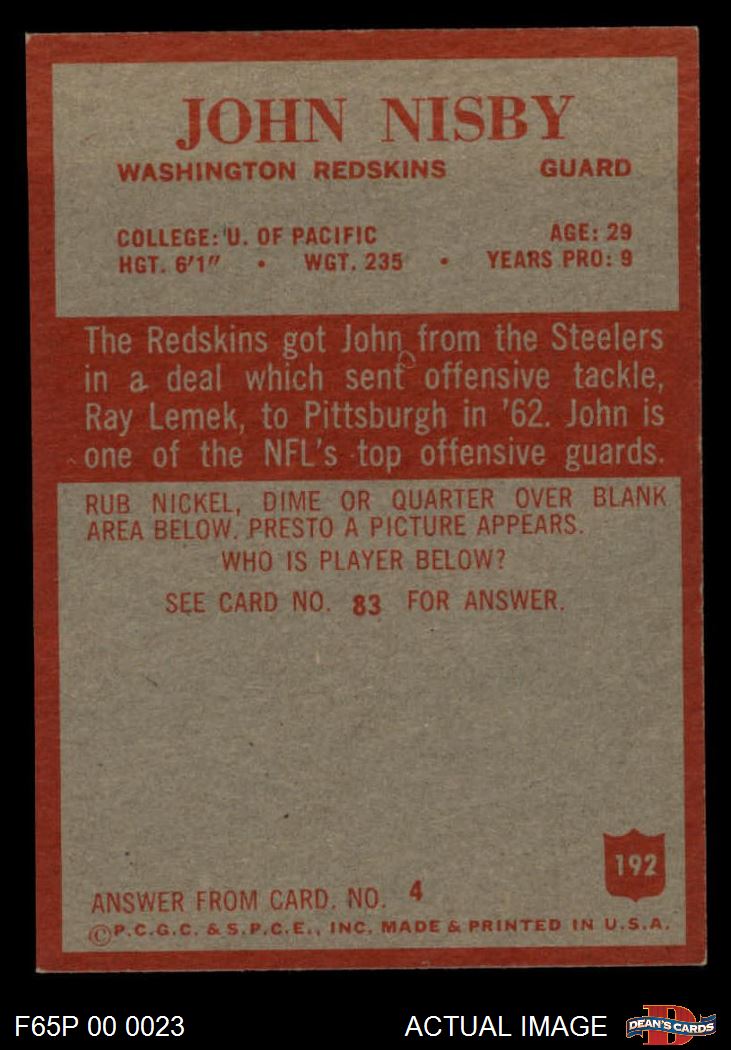 JOHN NISBY
WASHINGTON REDSKINS GUARD
COLLEGE: U. OF PACIFIC AGE: 29
HGT. 6'1" • WGT. 235 • YEARS PRO: 9
The Redskins got John from the Steelers
in a deal which sent offensive tackle,
Ray Lemek, to Pittsburgh in '62. John is
one of the NFL's top offensive guards.
RUB NICKEL, DIME OR QUARTER OVER BLANK
AREA BELOW. PRESTO A PICTURE APPEARS.
WHO IS PLAYER BELOW?
SEE CARD NO. 83 FOR ANSWER.
192
ANSWER FROM CARD. NO. 4
©P.C.G.C. & S.P.C.E., INC. MADE & PRINTED IN U.S.A.
F65P 00 0023 ACTUAL IMAGE D DEAN'S CARDS